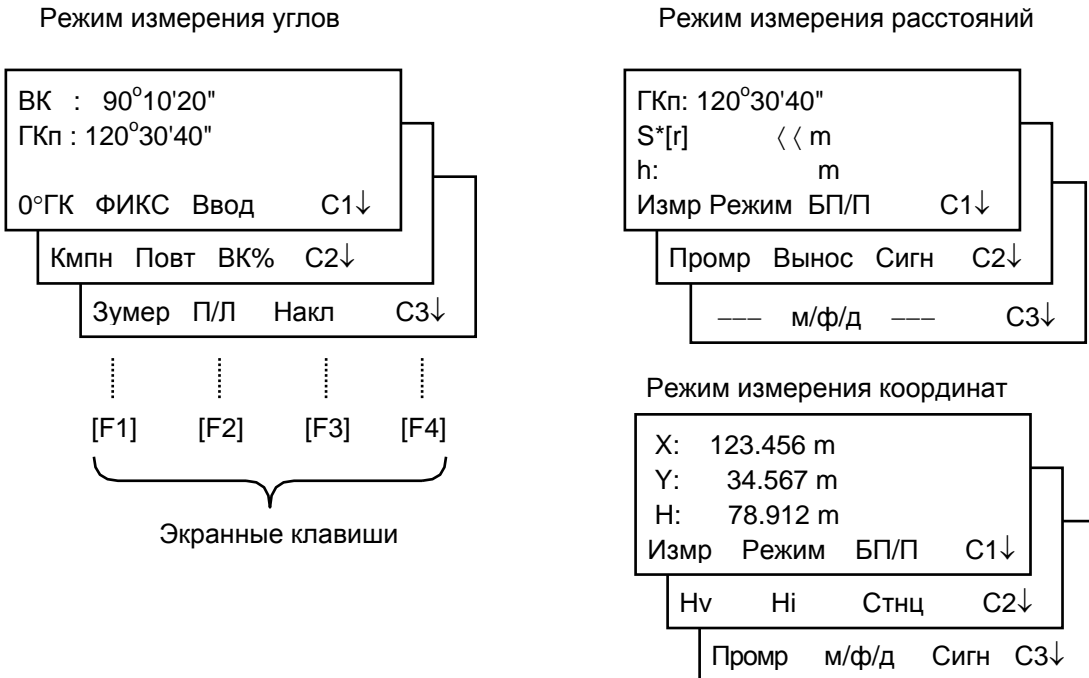 Режим измерения углов
ВК : 90°10'20"
ГКп : 120°30'40"
0°ГК ФИКС Ввод С1↓
Кмпн Повт ВК% С2↓
Зумер П/Л Накл С3↓
[F1] [F2] [F3] [F4]
Экранные клавиши
Режим измерения расстояний
ГКп: 120°30'40"
S*[r] 〈〈 m
h: m
Измр Режим БП/П С1↓
Промр Вынос Сигн С2↓
––– м/ф/д ––– С3↓
Режим измерения координат
X: 123.456 m
Y: 34.567 m
H: 78.912 m
Измр Режим БП/П С1↓
Hv Hi Стнц С2↓
Промр м/ф/д Сигн С3↓